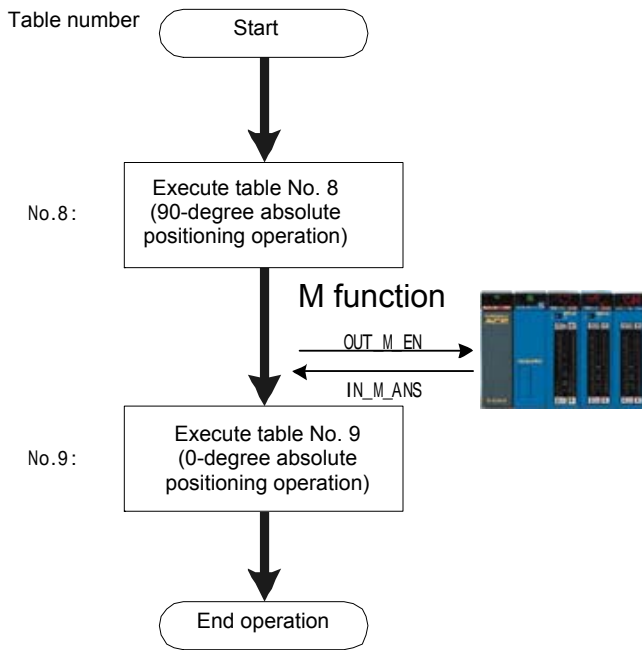 Table number
Start
No.8:
Execute table No. 8
(90-degree absolute
positioning operation)
M function
OUT_M_EN
IN_M_ANS
No.9:
Execute table No. 9
(0-degree absolute
positioning operation)
End operation